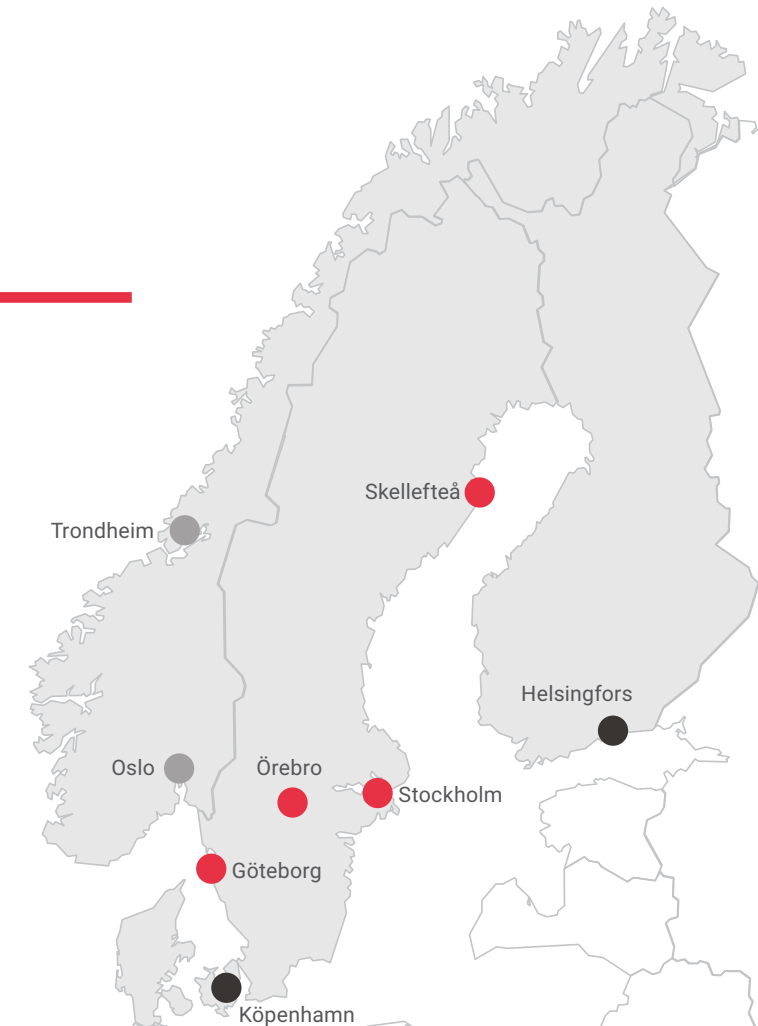 Skellefteå
Trondheim
Helsingfors
Oslo
Örebro
Stockholm
Göteborg
Köpenhamn